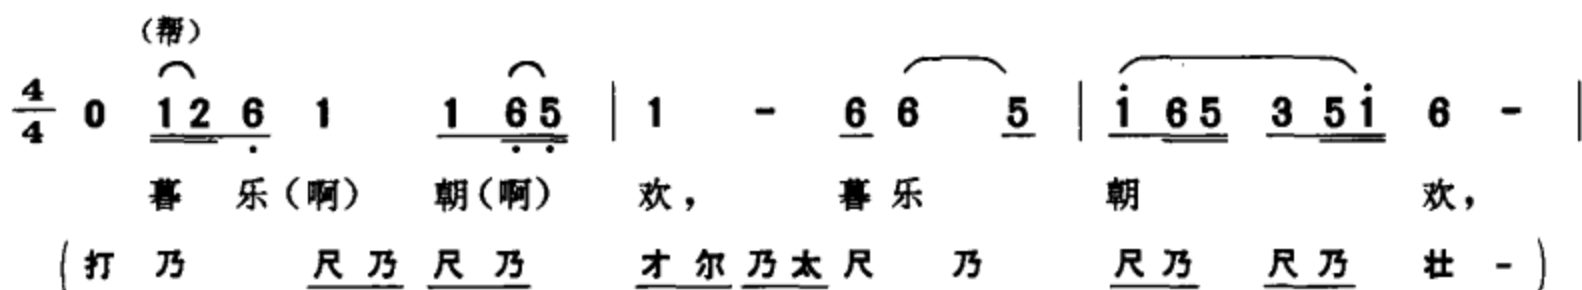 （帮）
4/4 0 1 2 6 1 1 6 5 | 1 - 6 6 5 | 1 6 5 3 5 1 6 - |
暮 乐（啊） 朝（啊） 欢， 暮 乐 朝 欢，
（打 乃 尺 乃 尺 乃 才 尔 乃 太 尺 乃 尺 乃 尺 乃 壮 -）